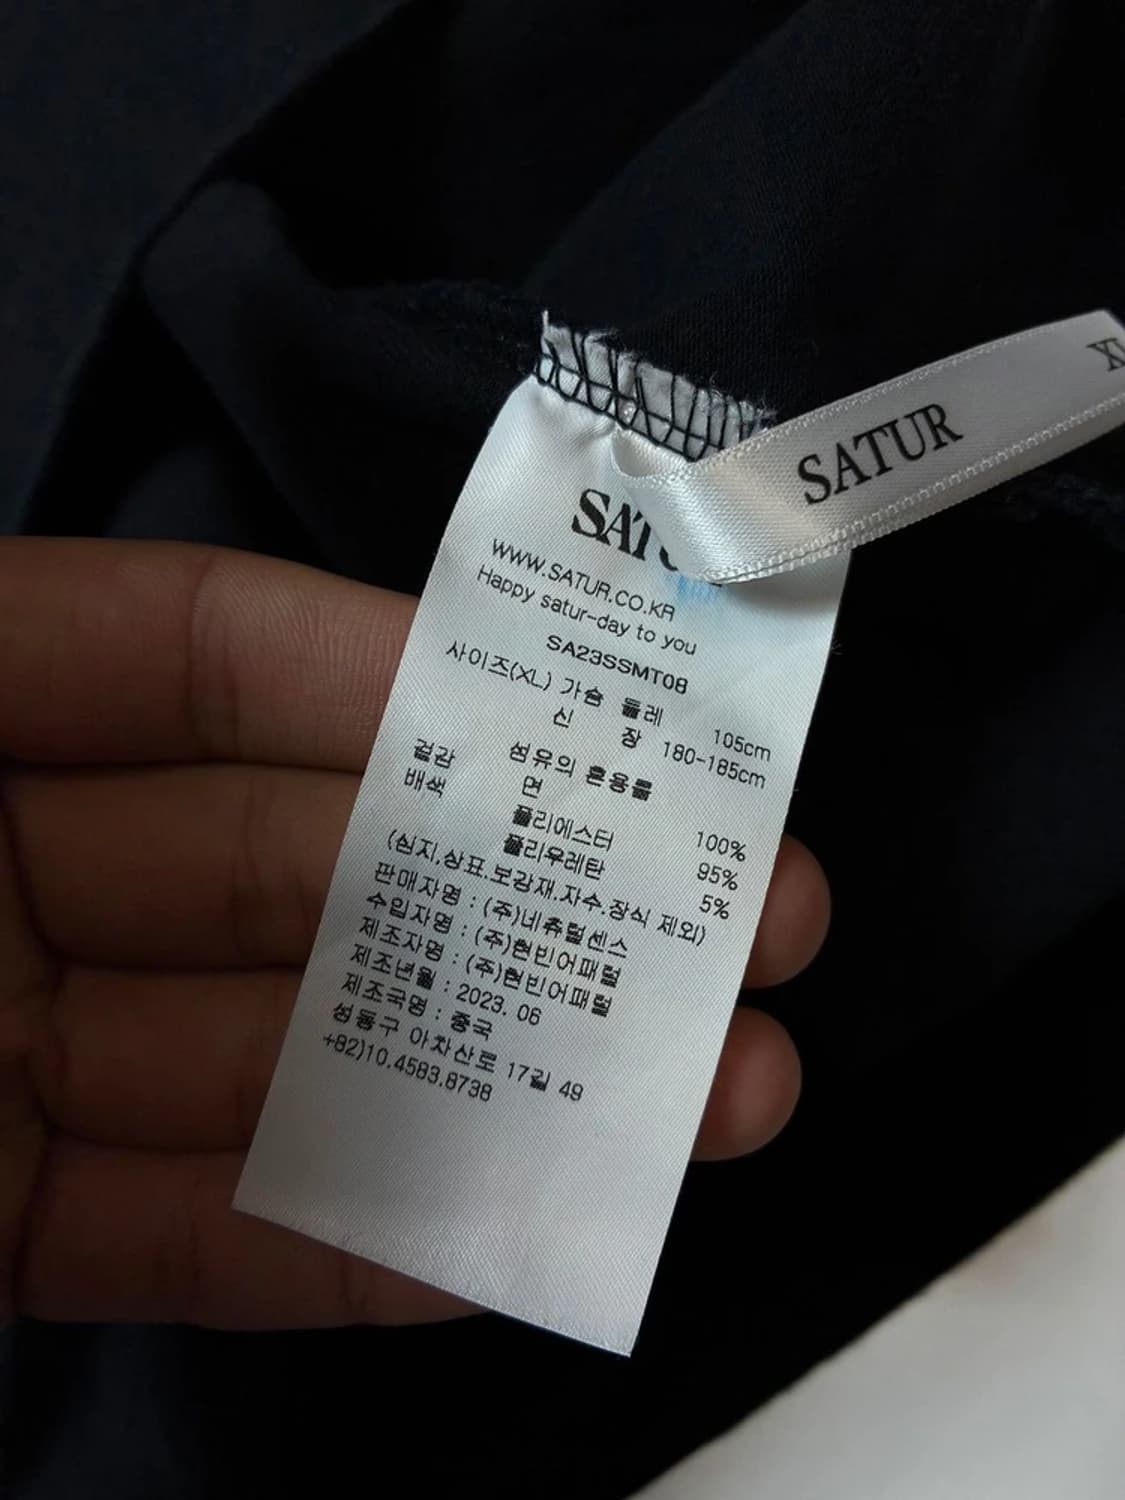 XL
SATUR
SATU
WWW.SATUR.CO.KR
Happy satur-day to you
SA23SSMT08
사이즈(XL) 가슴 둘레 105cm
신 장 180-185cm
섬유의 혼용률
겉감 면 100%
배색 폴리에스터 95%
폴리우레탄 5%
(심지,상표.보강재.자수.장식 제외)
판매자명 : (주)네츄럴센스
수입자명 : (주)현빈어패럴
제조자명 : (주)현빈어패럴
제조년월 : 2023. 06
제조국명 : 중국
성동구 아차산로 17길 49
+82)10.4583.8738